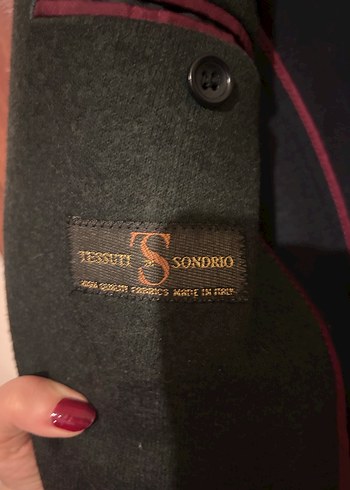 TESSUTI TS SONDRIO
HIGH QUALITY FABRICS MADE IN ITALY